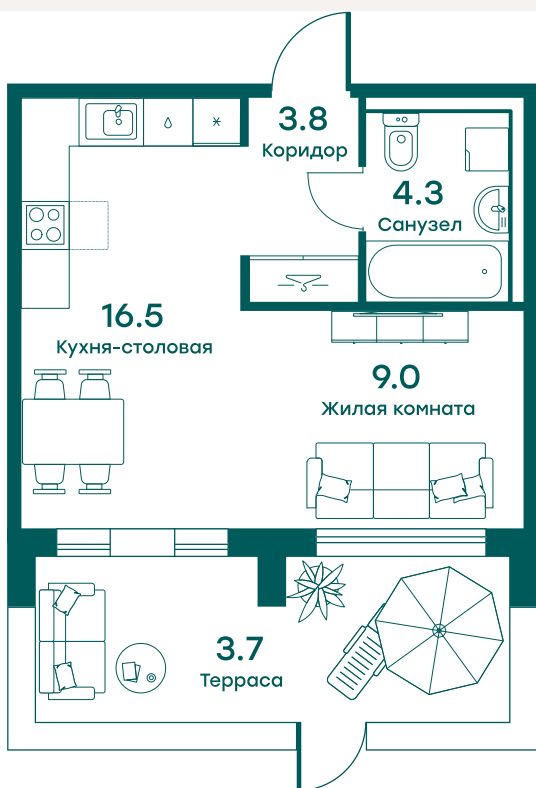 3.8
Коридор
4.3
Санузел
16.5
Кухня-столовая
9.0
Жилая комната
3.7
Терраса